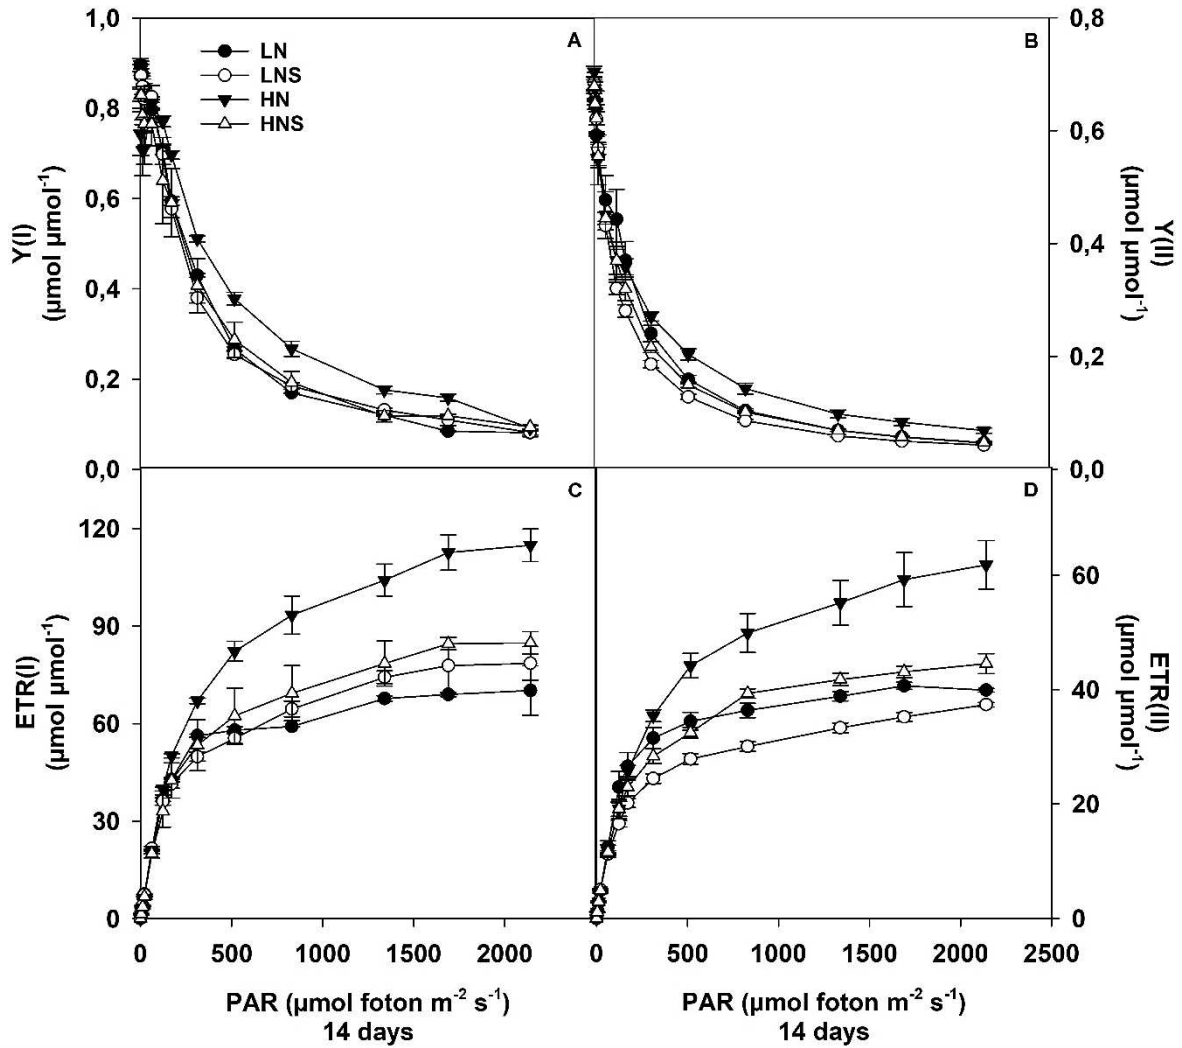 1,0
0,8
0,6
0,4
0,2
0,0
Y(I)
(µmol µmol⁻¹)
A
LN
LNS
HN
HNS
B
0,8
0,6
0,4
0,2
0,0
Y(II)
(µmol µmol⁻¹)
120
90
60
30
0
ETR(I)
(µmol µmol⁻¹)
C
D
60
40
20
0
ETR(II)
(µmol µmol⁻¹)
0 500 1000 1500 2000
0 500 1000 1500 2000 2500
PAR (µmol foton m⁻² s⁻¹)
14 days
PAR (µmol foton m⁻² s⁻¹)
14 days